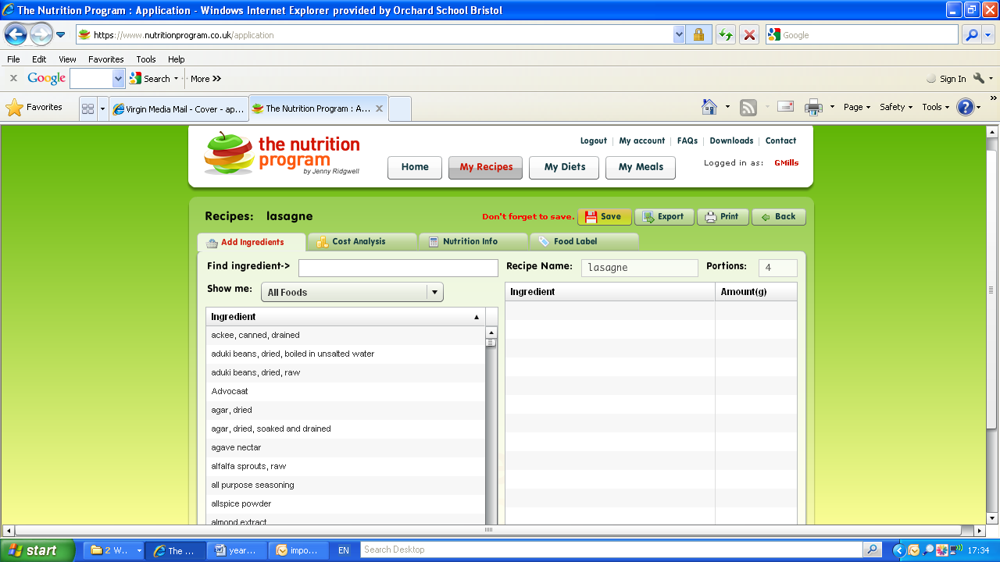 The Nutrition Program : Application - Windows Internet Explorer provided by Orchard School Bristol
https://www.nutritionprogram.co.uk/application
Google
File Edit View Favorites Tools Help
x Google Search More >> Sign In
Favorites Virgin Media Mail - Cover - ap... The Nutrition Program : A... Page Safety Tools >>
the nutrition
program
by Jenny Ridgwell
Logout My account FAQs Downloads Contact
Home My Recipes My Diets My Meals
Logged in as: GMills
Recipes: lasagne
Don't forget to save. Save Export Print Back
Add Ingredients Cost Analysis Nutrition Info Food Label
Find ingredient-> Recipe Name: lasagne Portions: 4
Show me: All Foods
Ingredient Amount(g)
Ingredient
ackee, canned, drained
aduki beans, dried, boiled in unsalted water
aduki beans, dried, raw
Advocaat
agar, dried
agar, dried, soaked and drained
agave nectar
alfalfa sprouts, raw
all purpose seasoning
allspice powder
almond extract
start 2 W... The ... year... impo... EN Search Desktop 17:34